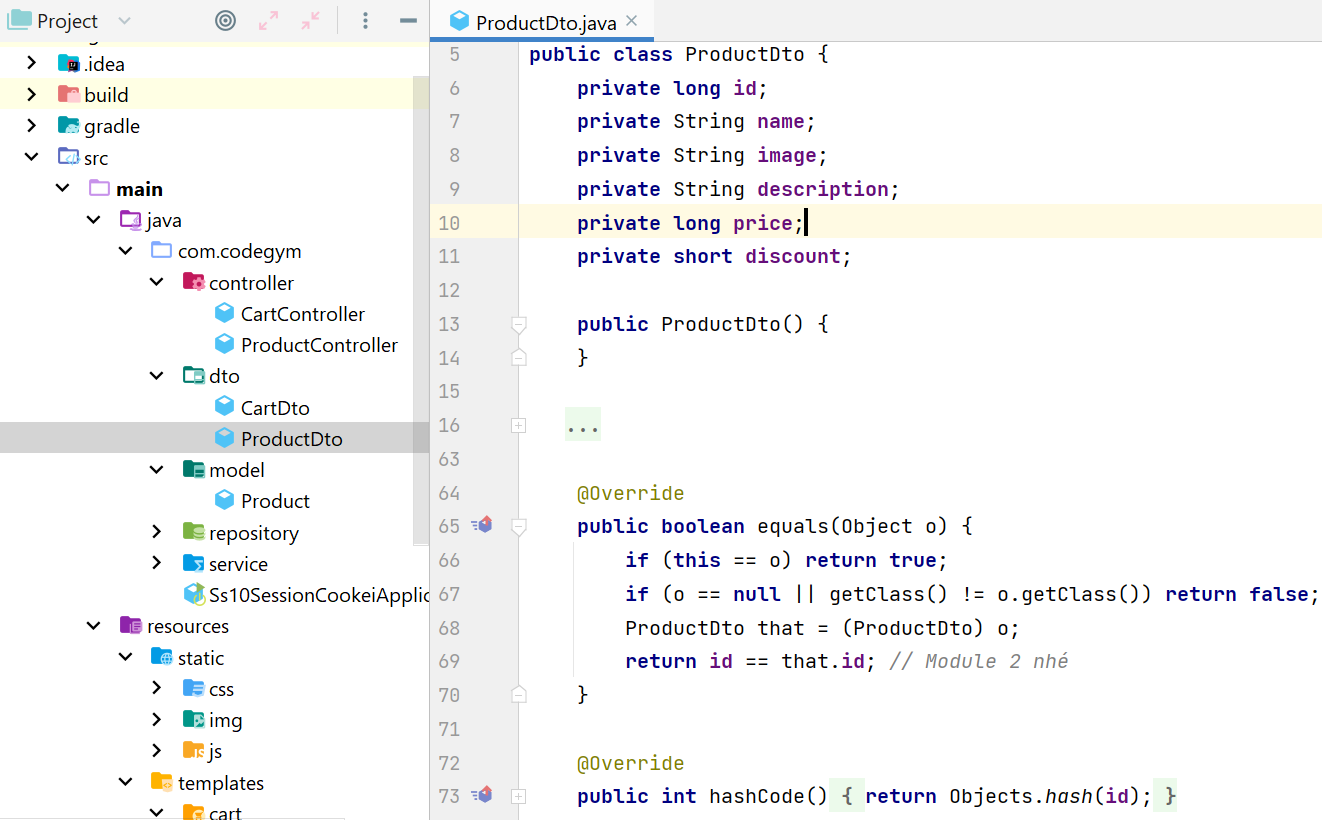 Project
.idea
build
gradle
src
main
java
com.codegym
controller
CartController
ProductController
dto
CartDto
ProductDto
model
Product
repository
service
Ss10SessionCookeiApplic
resources
static
css
img
js
templates
cart
ProductDto.java
5 public class ProductDto {
6 private long id;
7 private String name;
8 private String image;
9 private String description;
10 private long price;
11 private short discount;
12
13 public ProductDto() {
14 }
15
16 ...
63
64 @Override
65 public boolean equals(Object o) {
66 if (this == o) return true;
67 if (o == null || getClass() != o.getClass()) return false;
68 ProductDto that = (ProductDto) o;
69 return id == that.id; // Module 2 nhé
70 }
71
72 @Override
73 public int hashCode() { return Objects.hash(id); }